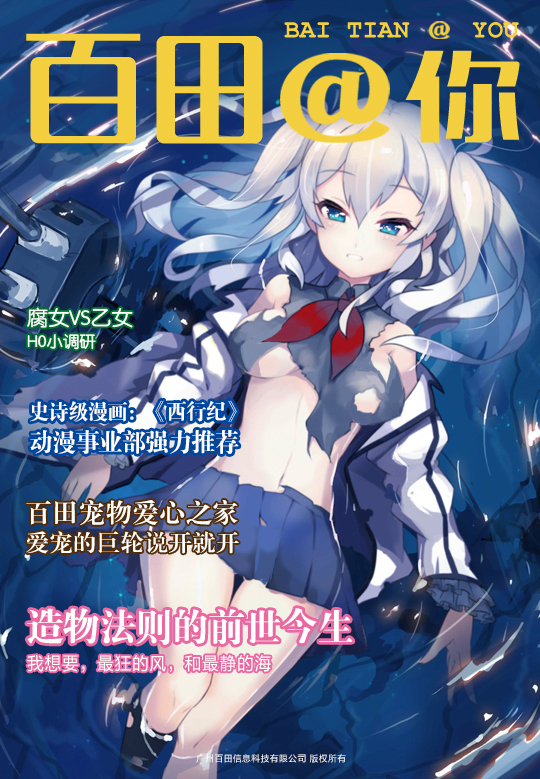 BAI TIAN @ YOU
百田@你
腐女VS乙女
HO小调研
史诗级漫画：《西行纪》
动漫事业部强力推荐
百田宠物爱心之家
爱宠的巨轮说开就开
造物法则的前世今生
我想要，最狂的风，和最静的海
广州百田信息科技有限公司 版权所有